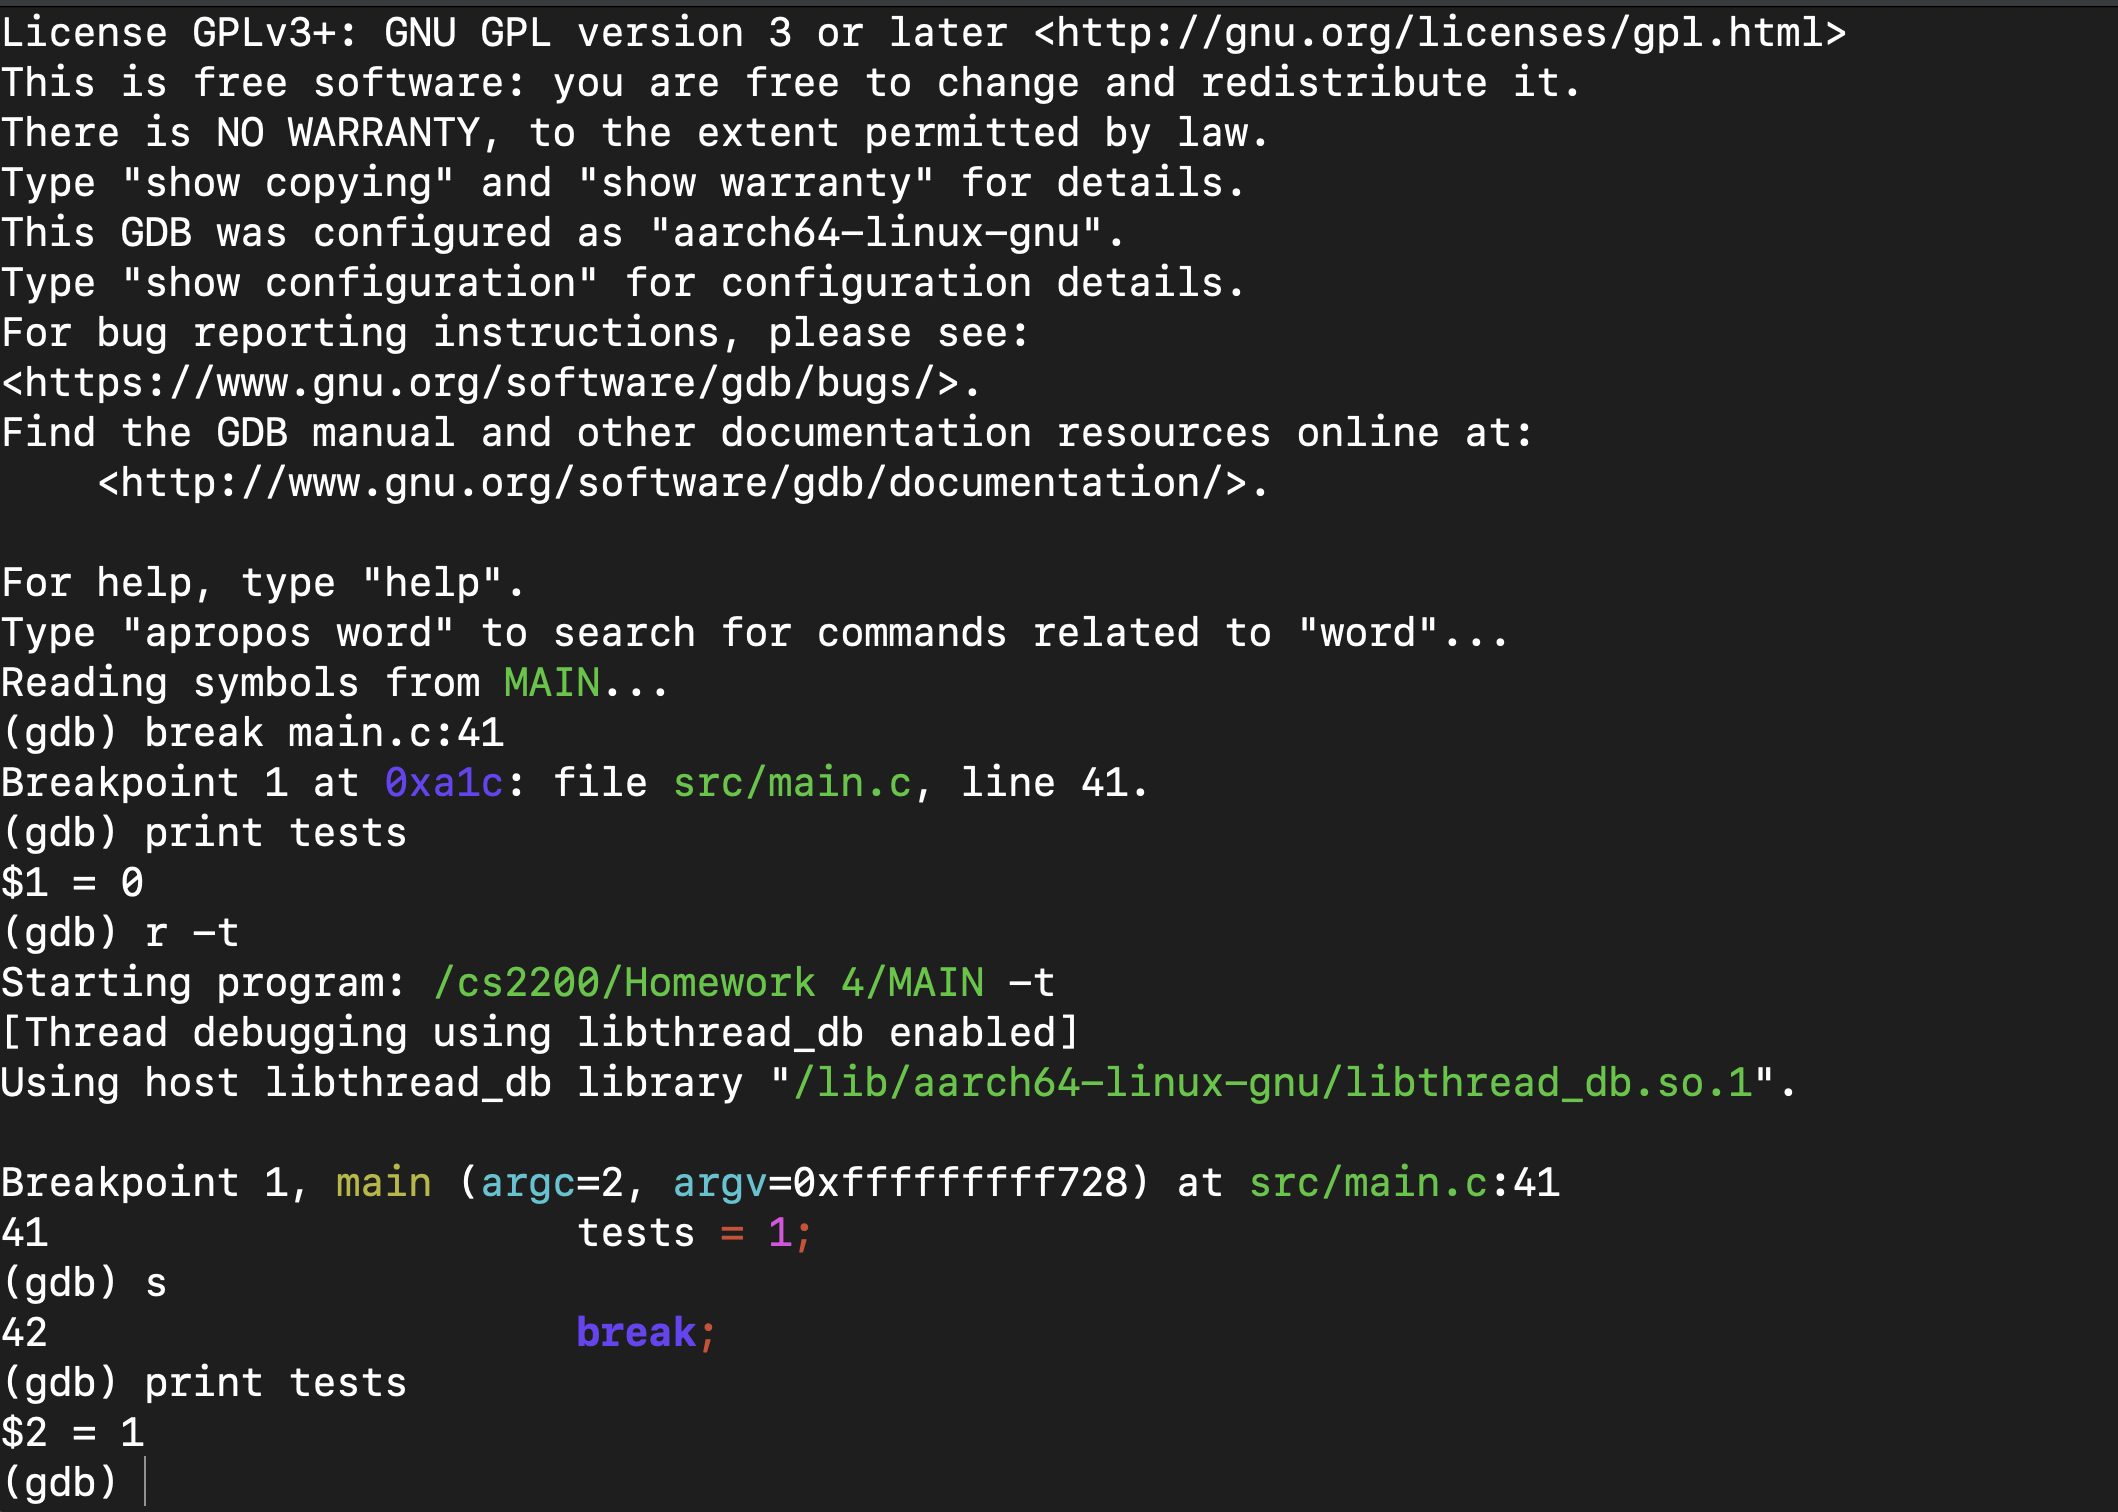 License GPLv3+: GNU GPL version 3 or later <http://gnu.org/licenses/gpl.html>
This is free software: you are free to change and redistribute it.
There is NO WARRANTY, to the extent permitted by law.
Type "show copying" and "show warranty" for details.
This GDB was configured as "aarch64-linux-gnu".
Type "show configuration" for configuration details.
For bug reporting instructions, please see:
<https://www.gnu.org/software/gdb/bugs/>.
Find the GDB manual and other documentation resources online at:
    <http://www.gnu.org/software/gdb/documentation/>.

For help, type "help".
Type "apropos word" to search for commands related to "word"...
Reading symbols from MAIN...
(gdb) break main.c:41
Breakpoint 1 at 0xa1c: file src/main.c, line 41.
(gdb) print tests
$1 = 0
(gdb) r -t
Starting program: /cs2200/Homework 4/MAIN -t
[Thread debugging using libthread_db enabled]
Using host libthread_db library "/lib/aarch64-linux-gnu/libthread_db.so.1".

Breakpoint 1, main (argc=2, argv=0xfffffffff728) at src/main.c:41
41                      tests = 1;
(gdb) s
42                      break;
(gdb) print tests
$2 = 1
(gdb)